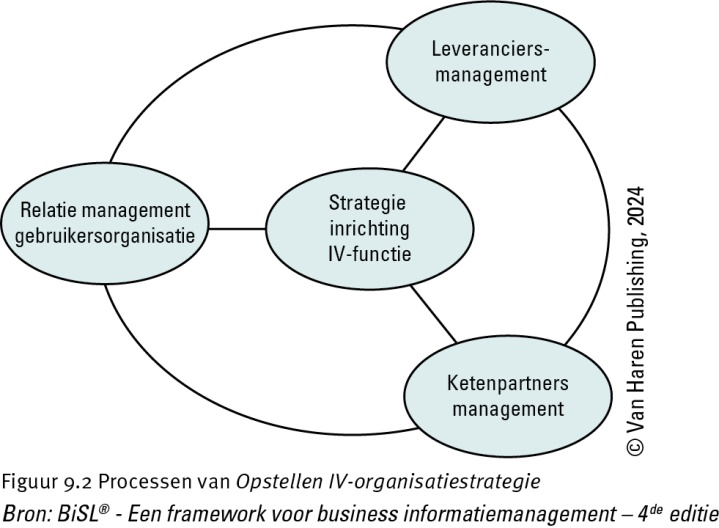 Leveranciers-
management
Relatie management
gebruikersorganisatie
Strategie
inrichting
IV-functie
Ketenpartners
management
© Van Haren Publishing, 2024
Figuur 9.2 Processen van Opstellen IV-organisatiestrategie
Bron: BiSL® - Een framework voor business informatiemanagement – 4de editie